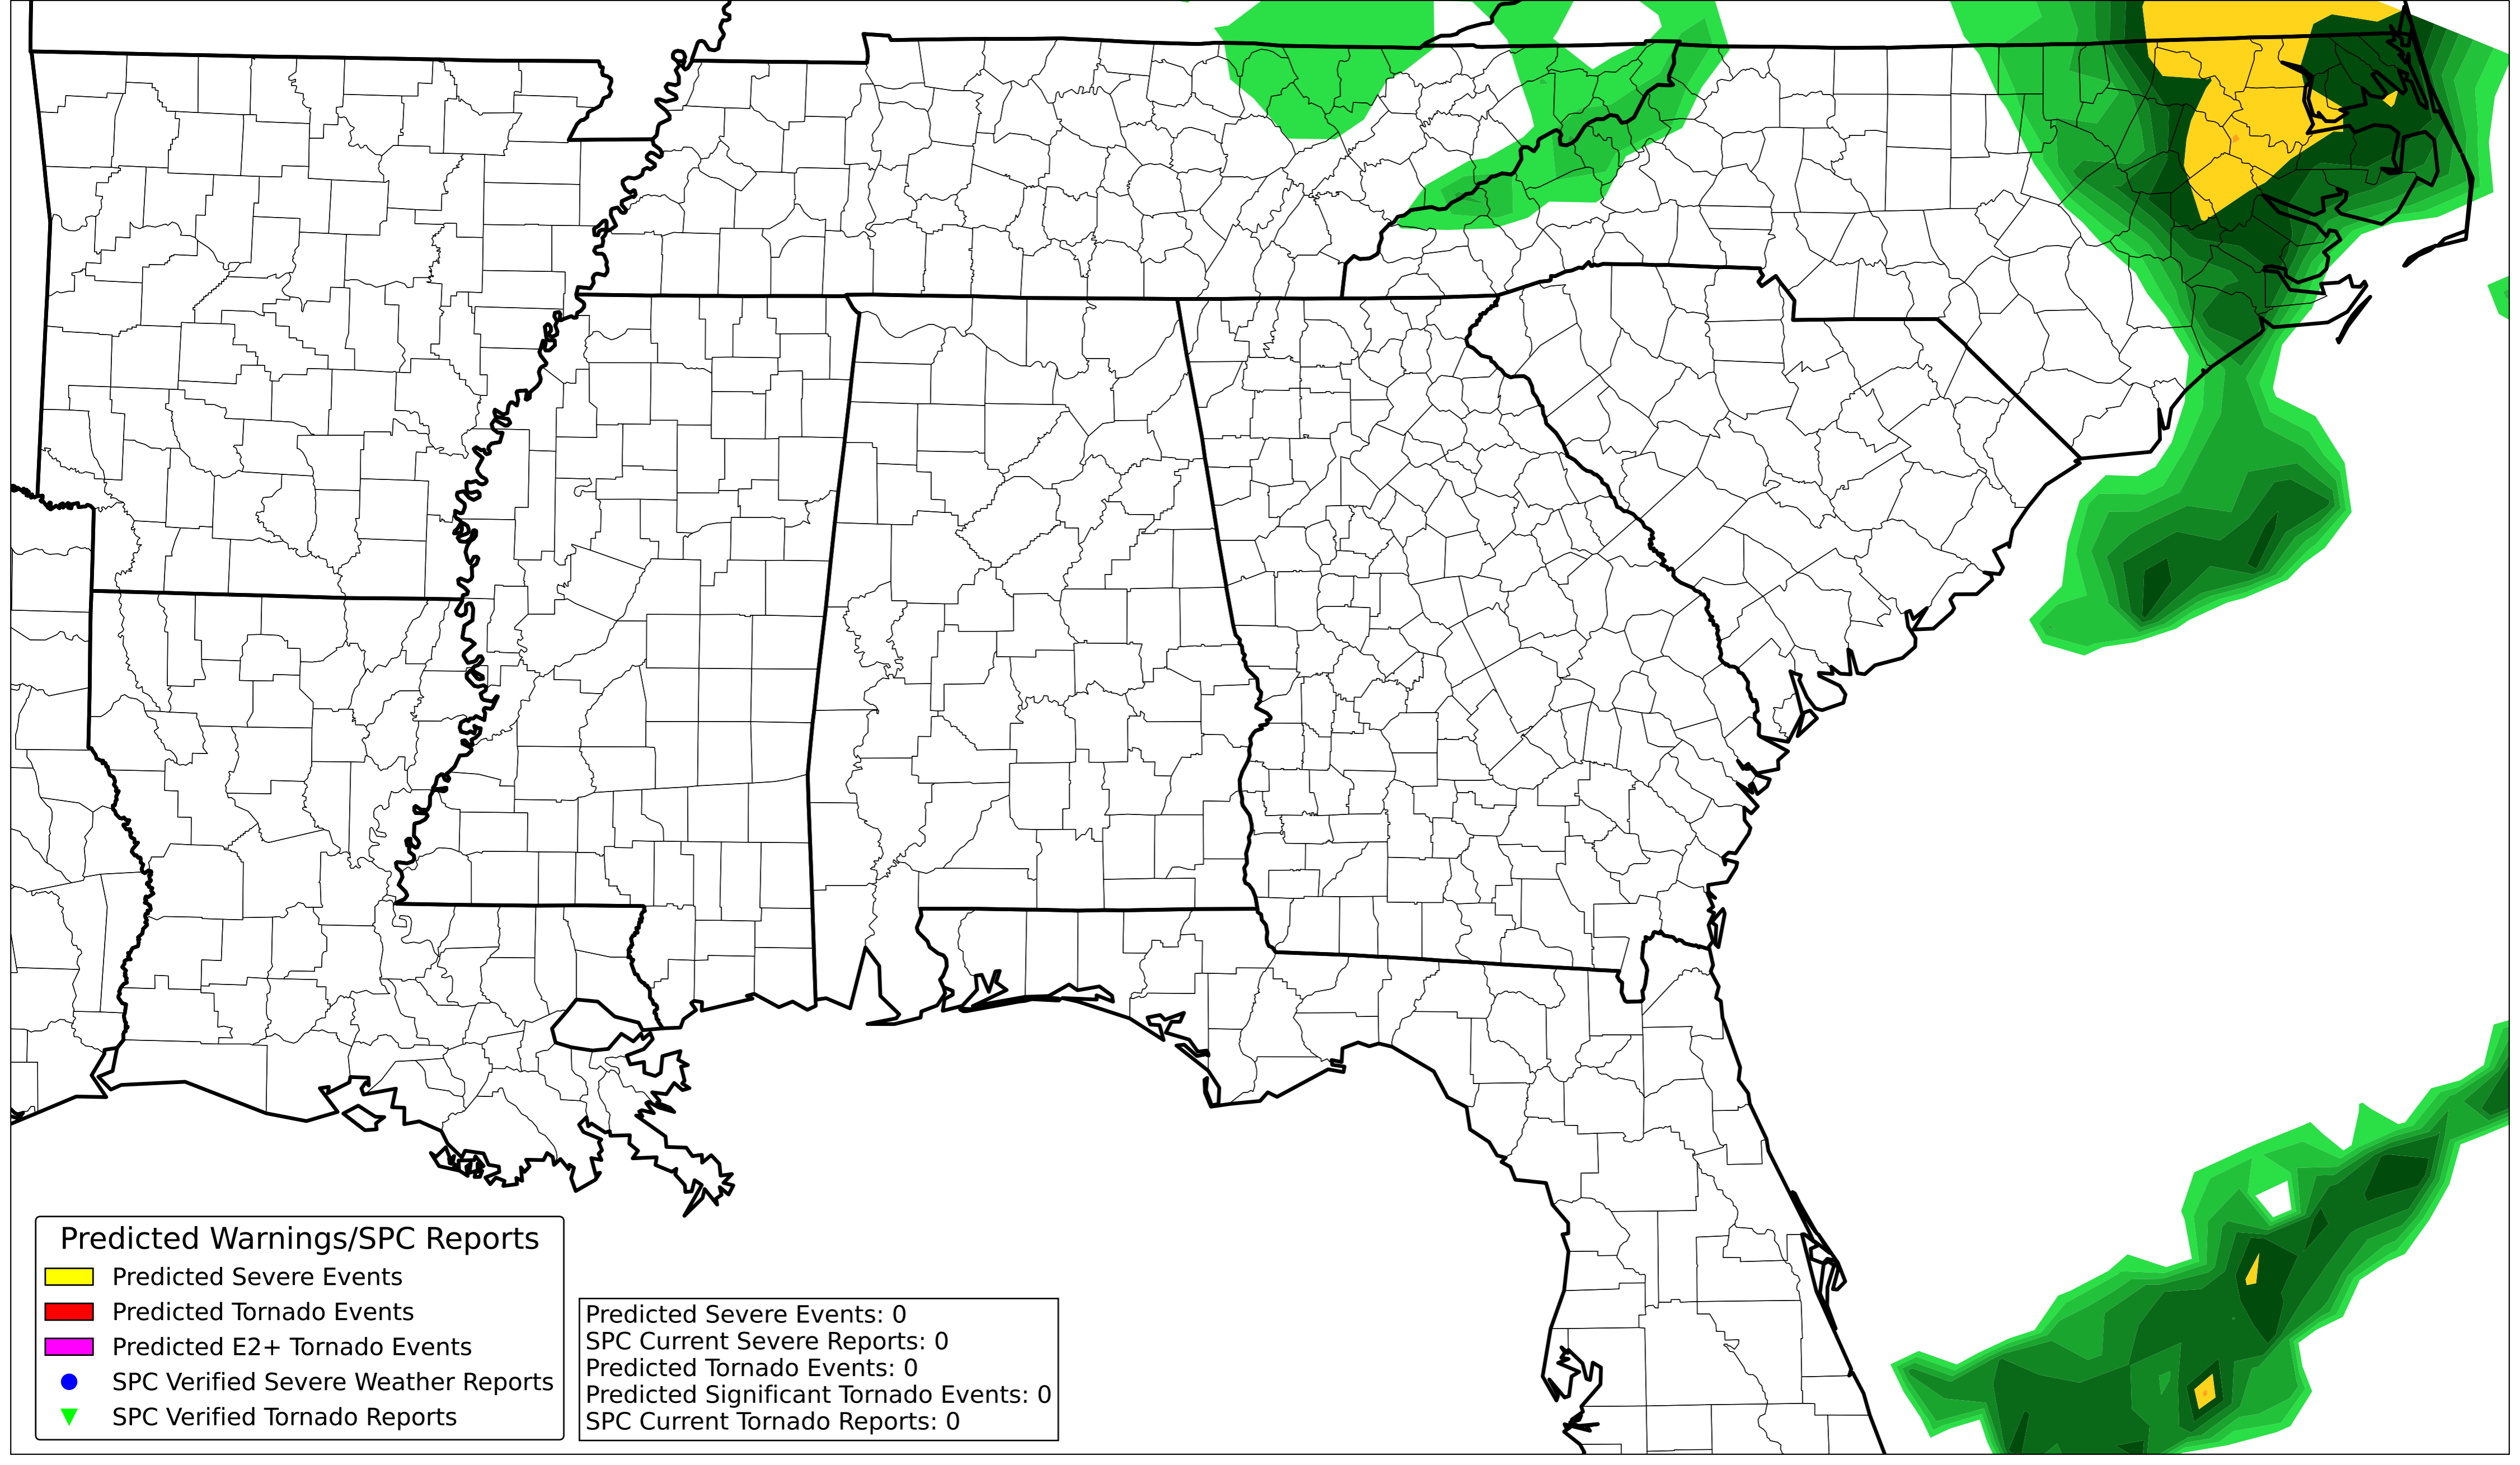 Predicted Warnings/SPC Reports
Predicted Severe Events
Predicted Tornado Events
Predicted E2+ Tornado Events
SPC Verified Severe Weather Reports
SPC Verified Tornado Reports
Predicted Severe Events: 0
SPC Current Severe Reports: 0
Predicted Tornado Events: 0
Predicted Significant Tornado Events: 0
SPC Current Tornado Reports: 0